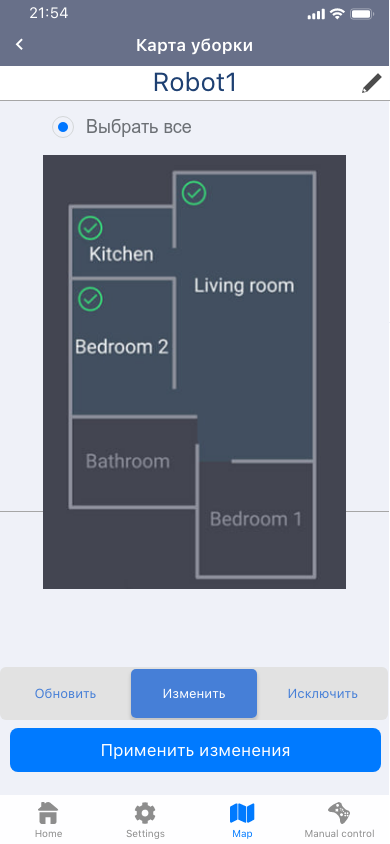 21:54
Карта уборки
Robot1
Выбрать все
Kitchen
Living room
Bedroom 2
Bathroom
Bedroom 1
Обновить Изменить Исключить
Применить изменения
Home Settings Map Manual control